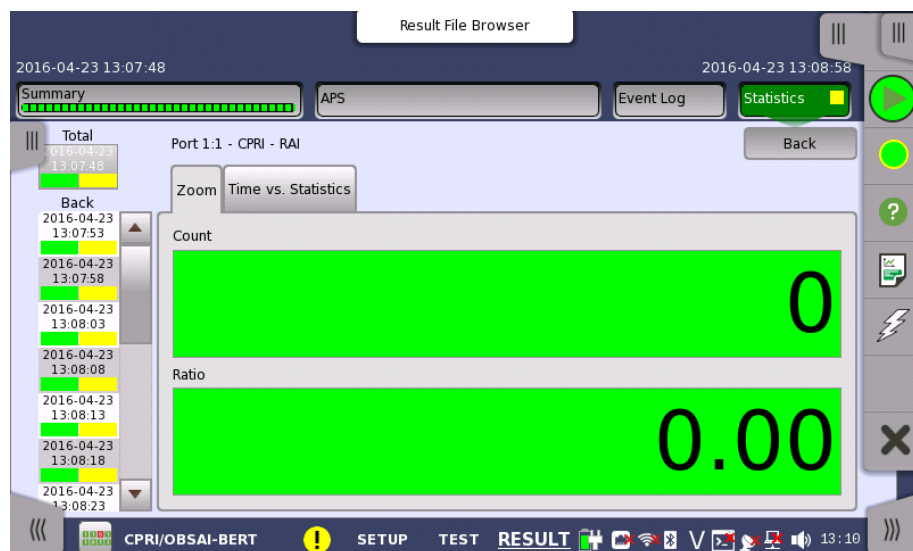 Result File Browser
2016-04-23 13:07:48
2016-04-23 13:08:58
Summary
APS
Event Log
Statistics
Total
2016-04-23
13:07:48
Port 1:1 - CPRI - RAI
Back
Zoom
Time vs. Statistics
Back
2016-04-23
13:07:53
2016-04-23
13:07:58
2016-04-23
13:08:03
2016-04-23
13:08:08
2016-04-23
13:08:13
2016-04-23
13:08:18
2016-04-23
13:08:23
Count
0
Ratio
0.00
CPRI/OBSAI-BERT
SETUP
TEST
RESULT
V
13:10